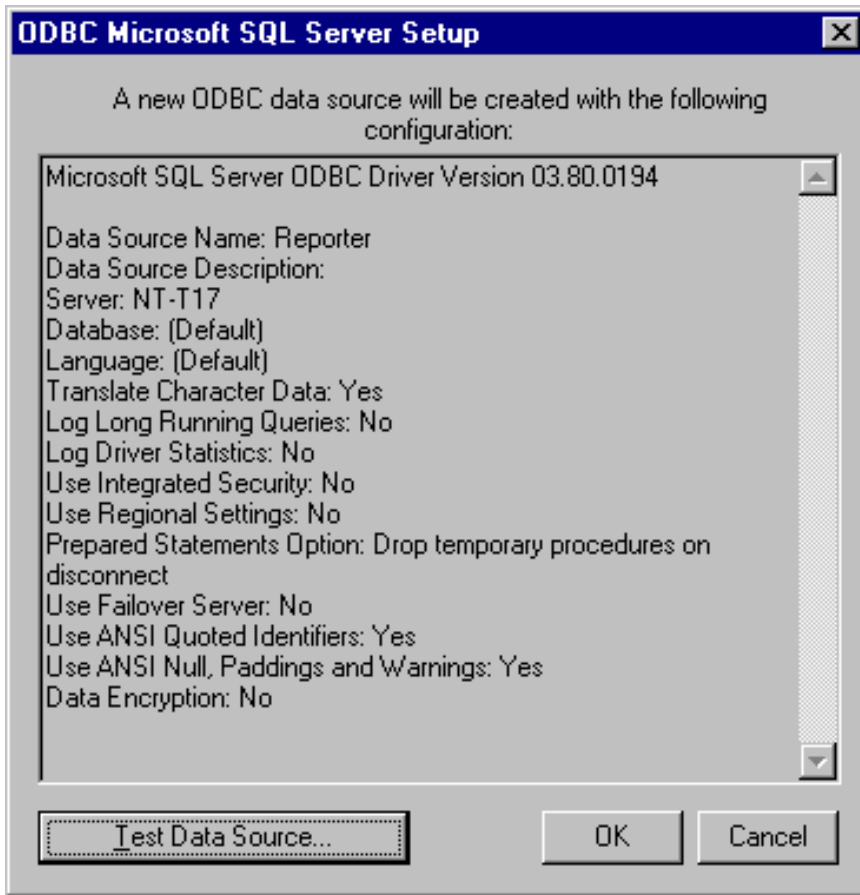 ODBC Microsoft SQL Server Setup
A new ODBC data source will be created with the following
configuration:
Microsoft SQL Server ODBC Driver Version 03.80.0194
Data Source Name: Reporter
Data Source Description:
Server: NT-T17
Database: (Default)
Language: (Default)
Translate Character Data: Yes
Log Long Running Queries: No
Log Driver Statistics: No
Use Integrated Security: No
Use Regional Settings: No
Prepared Statements Option: Drop temporary procedures on
disconnect
Use Failover Server: No
Use ANSI Quoted Identifiers: Yes
Use ANSI Null, Paddings and Warnings: Yes
Data Encryption: No
Test Data Source...
OK
Cancel